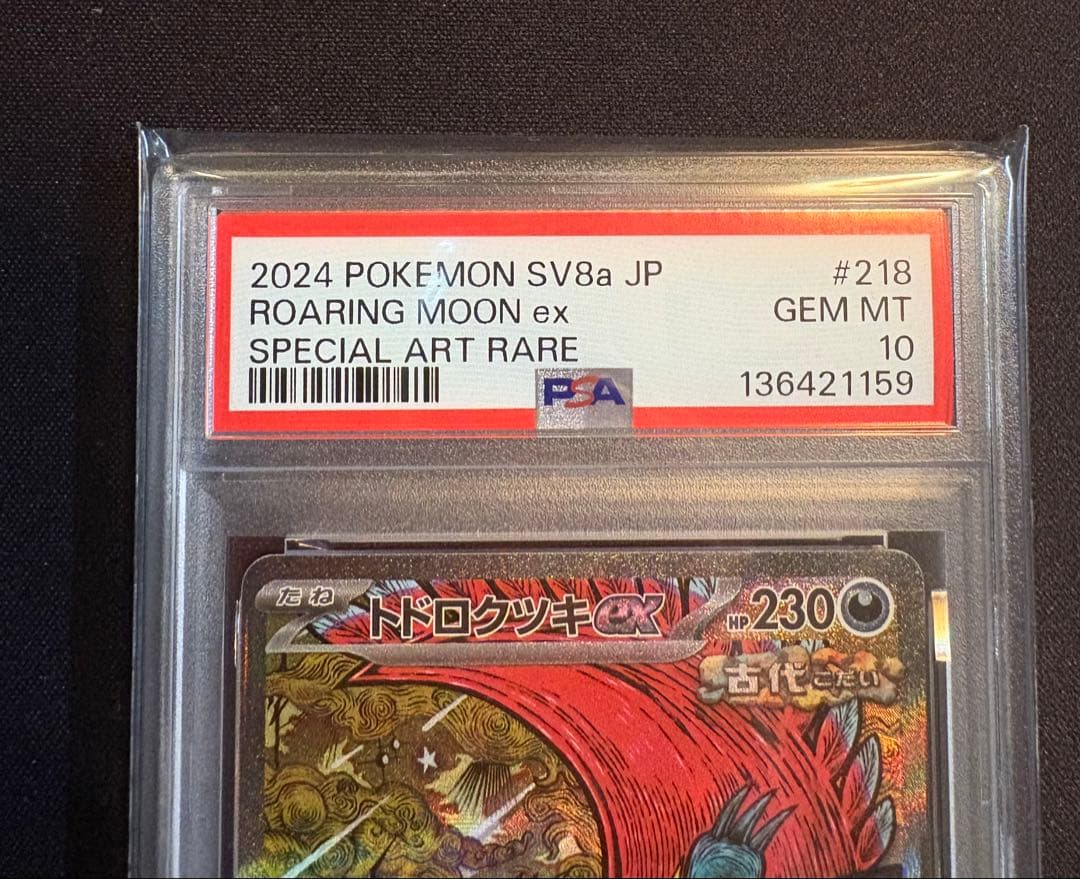 2024 POKEMON SV8a JP #218
ROARING MOON ex GEM MT
SPECIAL ART RARE 10
PSA 136421159
たね トドロクツキex HP230
古代 こだい